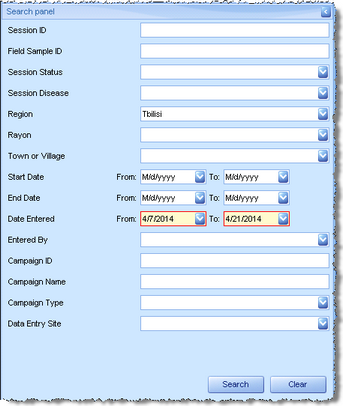 Search panel
Session ID
Field Sample ID
Session Status
Session Disease
Region Tbilisi
Rayon
Town or Village
Start Date From: M/d/yyyy To: M/d/yyyy
End Date From: M/d/yyyy To: M/d/yyyy
Date Entered From: 4/7/2014 To: 4/21/2014
Entered By
Campaign ID
Campaign Name
Campaign Type
Data Entry Site
Search Clear